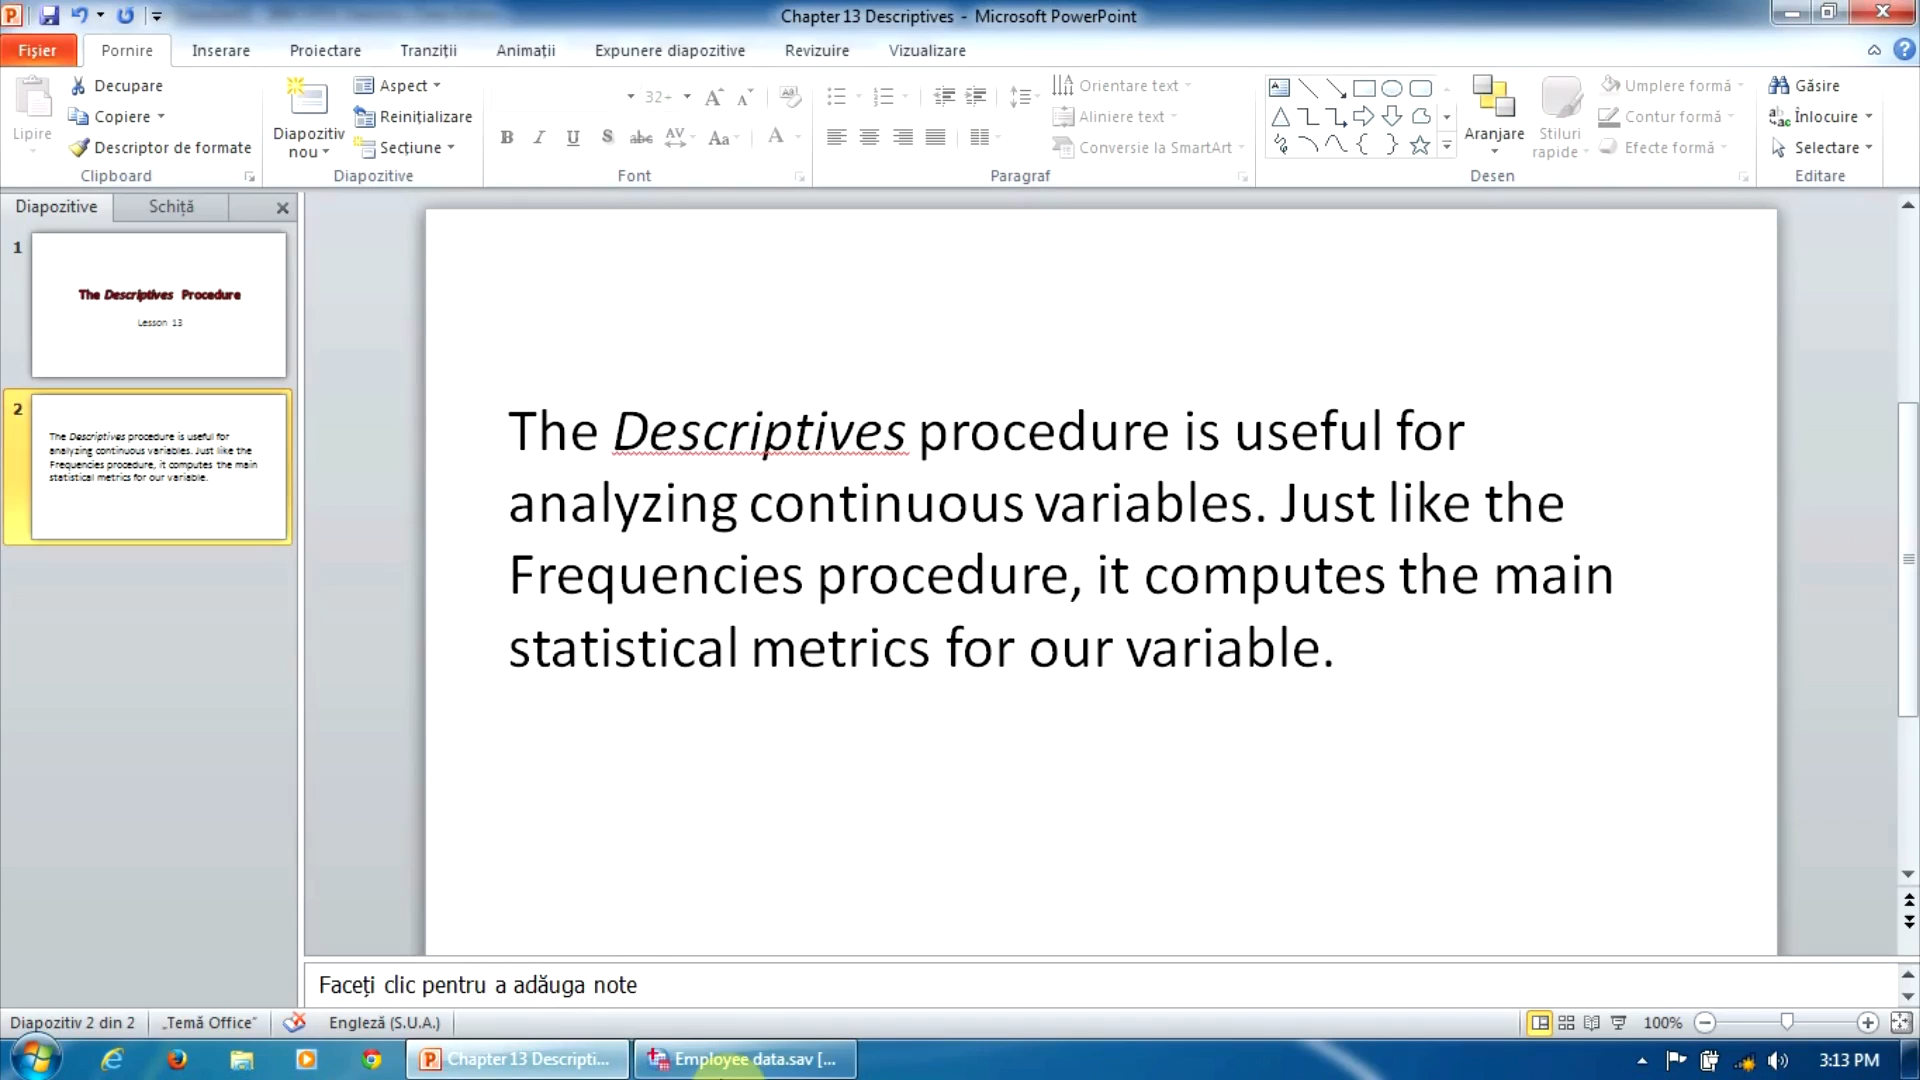 Chapter 13 Descriptives - Microsoft PowerPoint
Fișier Pornire Inserare Proiectare Tranziții Animații Expunere diapozitive Revizuire Vizualizare
Lipire
Decupare
Copiere
Descriptor de formate
Clipboard
Diapozitiv
nou
Aspect
Reinițializare
Secțiune
Diapozitive
32+
Font
Orientare text
Aliniere text
Conversie la SmartArt
Paragraf
Aranjare
Stiluri
rapide
Umplere formă
Contur formă
Efecte formă
Desen
Găsire
Înlocuire
Selectare
Editare
Diapozitive Schiță
1
The Descriptives Procedure
Lesson 13
2
The Descriptives procedure is useful for
analyzing continuous variables. Just like the
Frequencies procedure, it computes the main
statistical metrics for our variable.
The Descriptives procedure is useful for
analyzing continuous variables. Just like the
Frequencies procedure, it computes the main
statistical metrics for our variable.
Faceți clic pentru a adăuga note
Diapozitiv 2 din 2 „Temă Office” Engleză (S.U.A.) 100%
Chapter 13 Descripti... Employee data.sav [... 3:13 PM